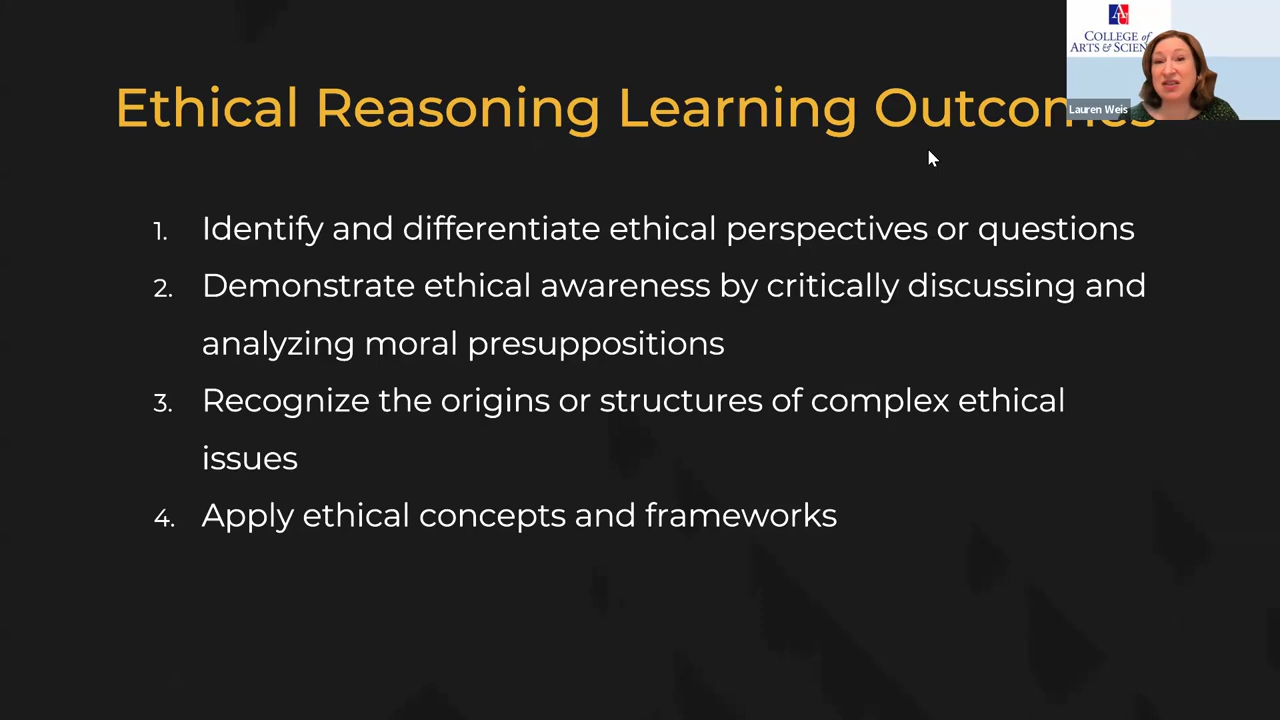 AU
COLLEGE of
ARTS & SCIEN
Lauren Weis
Ethical Reasoning Learning Outcomes
1. Identify and differentiate ethical perspectives or questions
2. Demonstrate ethical awareness by critically discussing and
analyzing moral presuppositions
3. Recognize the origins or structures of complex ethical
issues
4. Apply ethical concepts and frameworks